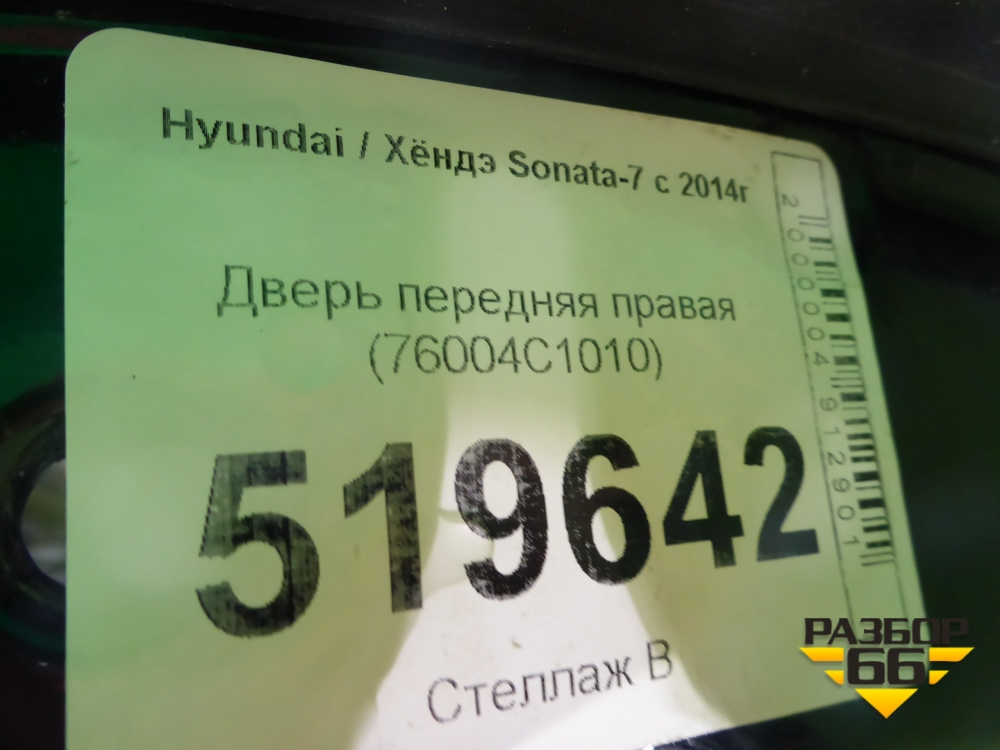 Hyundai / Хёндэ Sonata-7 с 2014г
Дверь передняя правая
(76004C1010)
519642
Стеллаж В
2000004912901
РАЗБОР
66